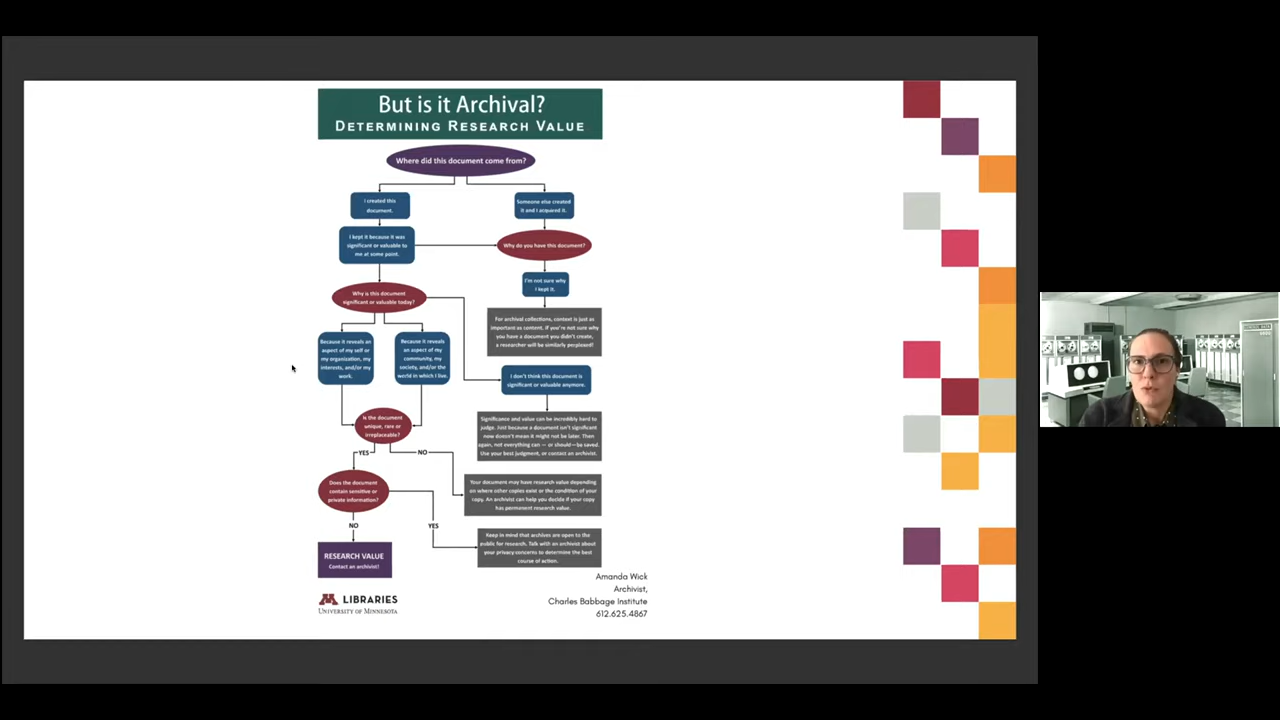 But is it Archival?
DETERMINING RESEARCH VALUE
Where did this document come from?
I created this
document.
Someone else created
it and I acquired it.
I kept it because it was
significant or valuable to
me at some point.
Why do you have this document?
I'm not sure why
I kept it.
Why is this document
significant or valuable today?
For archival collections, context is just as
important as content. If you're not sure why
you have a document you didn't create,
a researcher will be similarly perplexed!
Because it reveals an
aspect of my self or
my organization, my
interests, and/or my
work.
Because it reveals
an aspect of my
community, my
society, and/or the
world in which I live.
I don't think this document is
significant or valuable anymore.
Is the document
unique, rare or
irreplaceable?
Significance and value can be incredibly hard to
judge. Just because a document isn't significant
now doesn't mean it might not be later. Then
again, not everything can — or should—be saved.
Use your best judgment, or contact an archivist.
YES
NO
Does the document
contain sensitive or
private information?
Your document may have research value depending
on where other copies exist or the condition of your
copy. An archivist can help you decide if your copy
has permanent research value.
NO
YES
Keep in mind that archives are open to the
public for research. Talk with an archivist about
your privacy concerns to determine the best
course of action.
RESEARCH VALUE
Contact an archivist!
M LIBRARIES
UNIVERSITY OF MINNESOTA
Amanda Wick
Archivist,
Charles Babbage Institute
612.625.4867